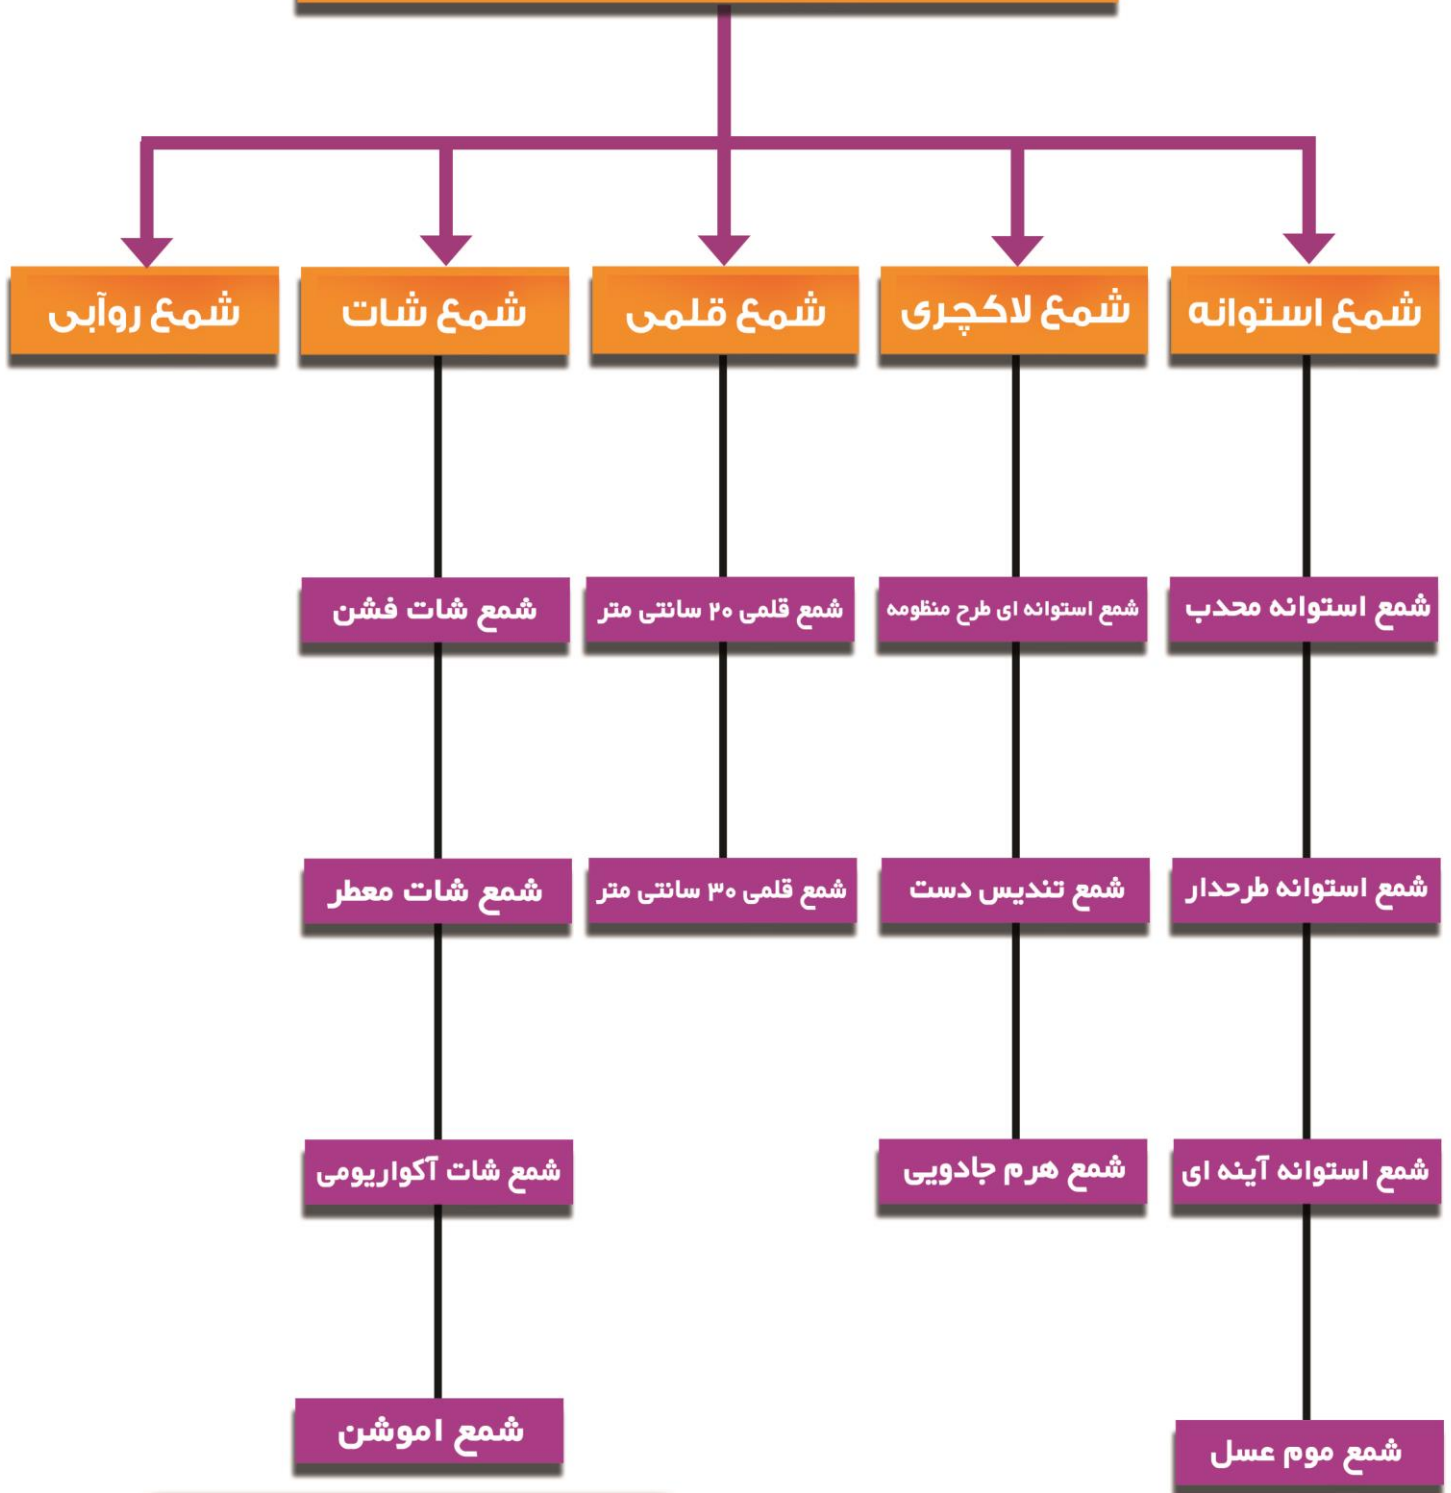 شمع استوانه
شمع لاکچری
شمع قلمی
شمع شات
شمع روآبی
شمع استوانه محدب
شمع استوانه ای طرح منظومه
شمع قلمی ۲۰ سانتی متر
شمع شات فشن
شمع استوانه طرحدار
شمع تندیس دست
شمع قلمی ۳۰ سانتی متر
شمع شات معطر
شمع استوانه آینه ای
شمع هرم جادویی
شمع شات آکواریومی
شمع موم عسل
شمع اموشن